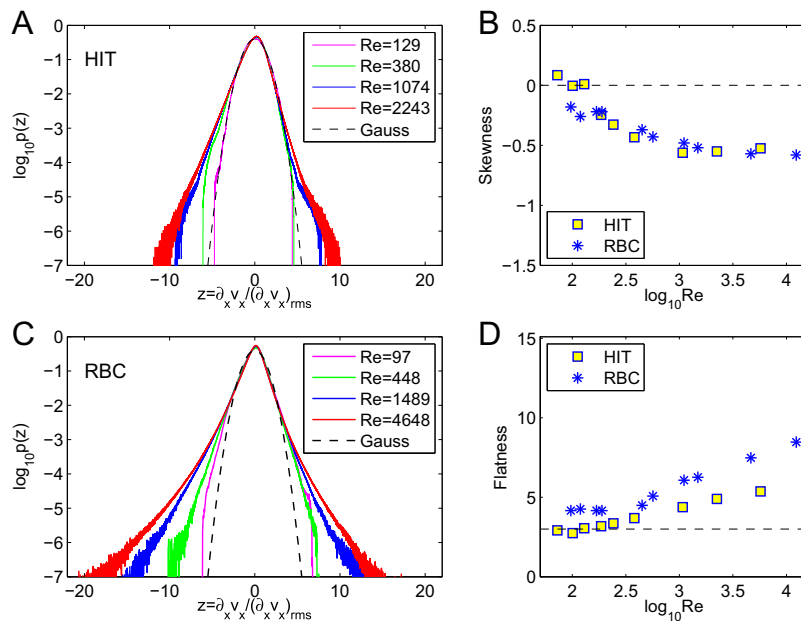 A
HIT
Re=129
Re=380
Re=1074
Re=2243
Gauss
log10p(z)
0
−1
−2
−3
−4
−5
−6
−7
−20 −10 0 10 20
z=∂xvx/(∂xvx)rms
B
Skewness
0.5
0
−0.5
−1
−1.5
HIT
RBC
2 2.5 3 3.5 4
log10Re
C
RBC
Re=97
Re=448
Re=1489
Re=4648
Gauss
log10p(z)
0
−1
−2
−3
−4
−5
−6
−7
−20 −10 0 10 20
z=∂xvx/(∂xvx)rms
D
HIT
RBC
Flatness
15
10
5
0
2 2.5 3 3.5 4
log10Re